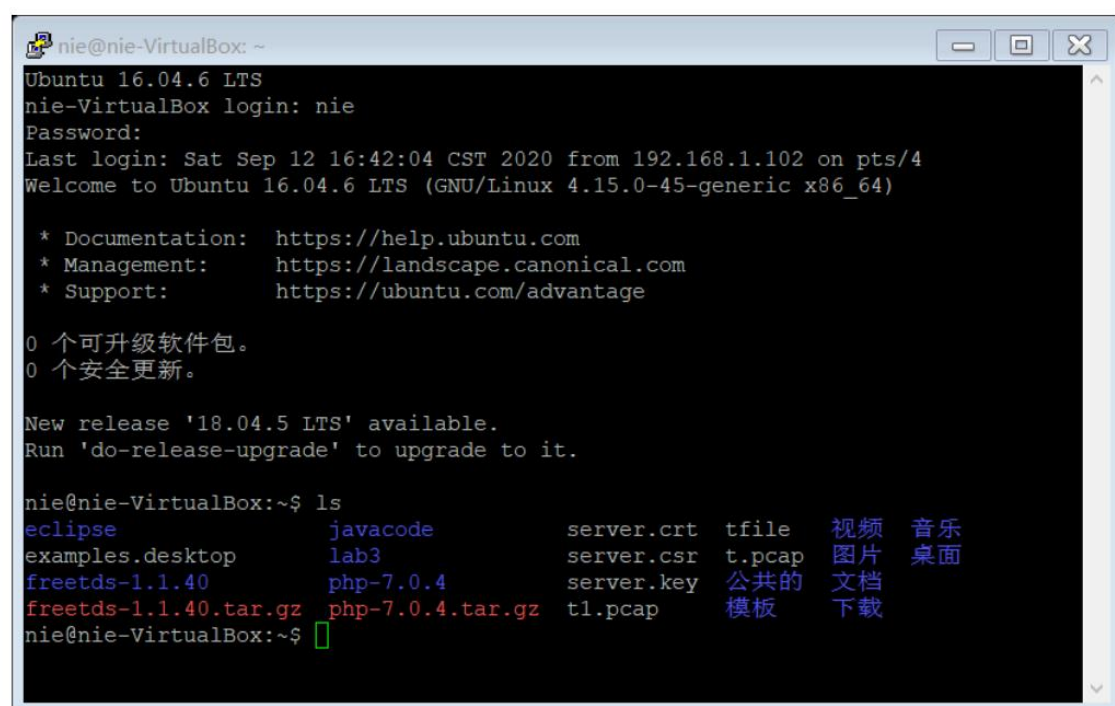 nie@nie-VirtualBox: ~
Ubuntu 16.04.6 LTS
nie-VirtualBox login: nie
Password:
Last login: Sat Sep 12 16:42:04 CST 2020 from 192.168.1.102 on pts/4
Welcome to Ubuntu 16.04.6 LTS (GNU/Linux 4.15.0-45-generic x86_64)
* Documentation:  https://help.ubuntu.com
* Management:     https://landscape.canonical.com
* Support:        https://ubuntu.com/advantage
0 个可升级软件包。
0 个安全更新。
New release '18.04.5 LTS' available.
Run 'do-release-upgrade' to upgrade to it.
nie@nie-VirtualBox:~$ ls
eclipse                javacode          server.crt  tfile   视频  音乐
examples.desktop       lab3              server.csr  t.pcap  图片  桌面
freetds-1.1.40         php-7.0.4         server.key  公共的  文档
freetds-1.1.40.tar.gz  php-7.0.4.tar.gz  t1.pcap     模板    下载
nie@nie-VirtualBox:~$